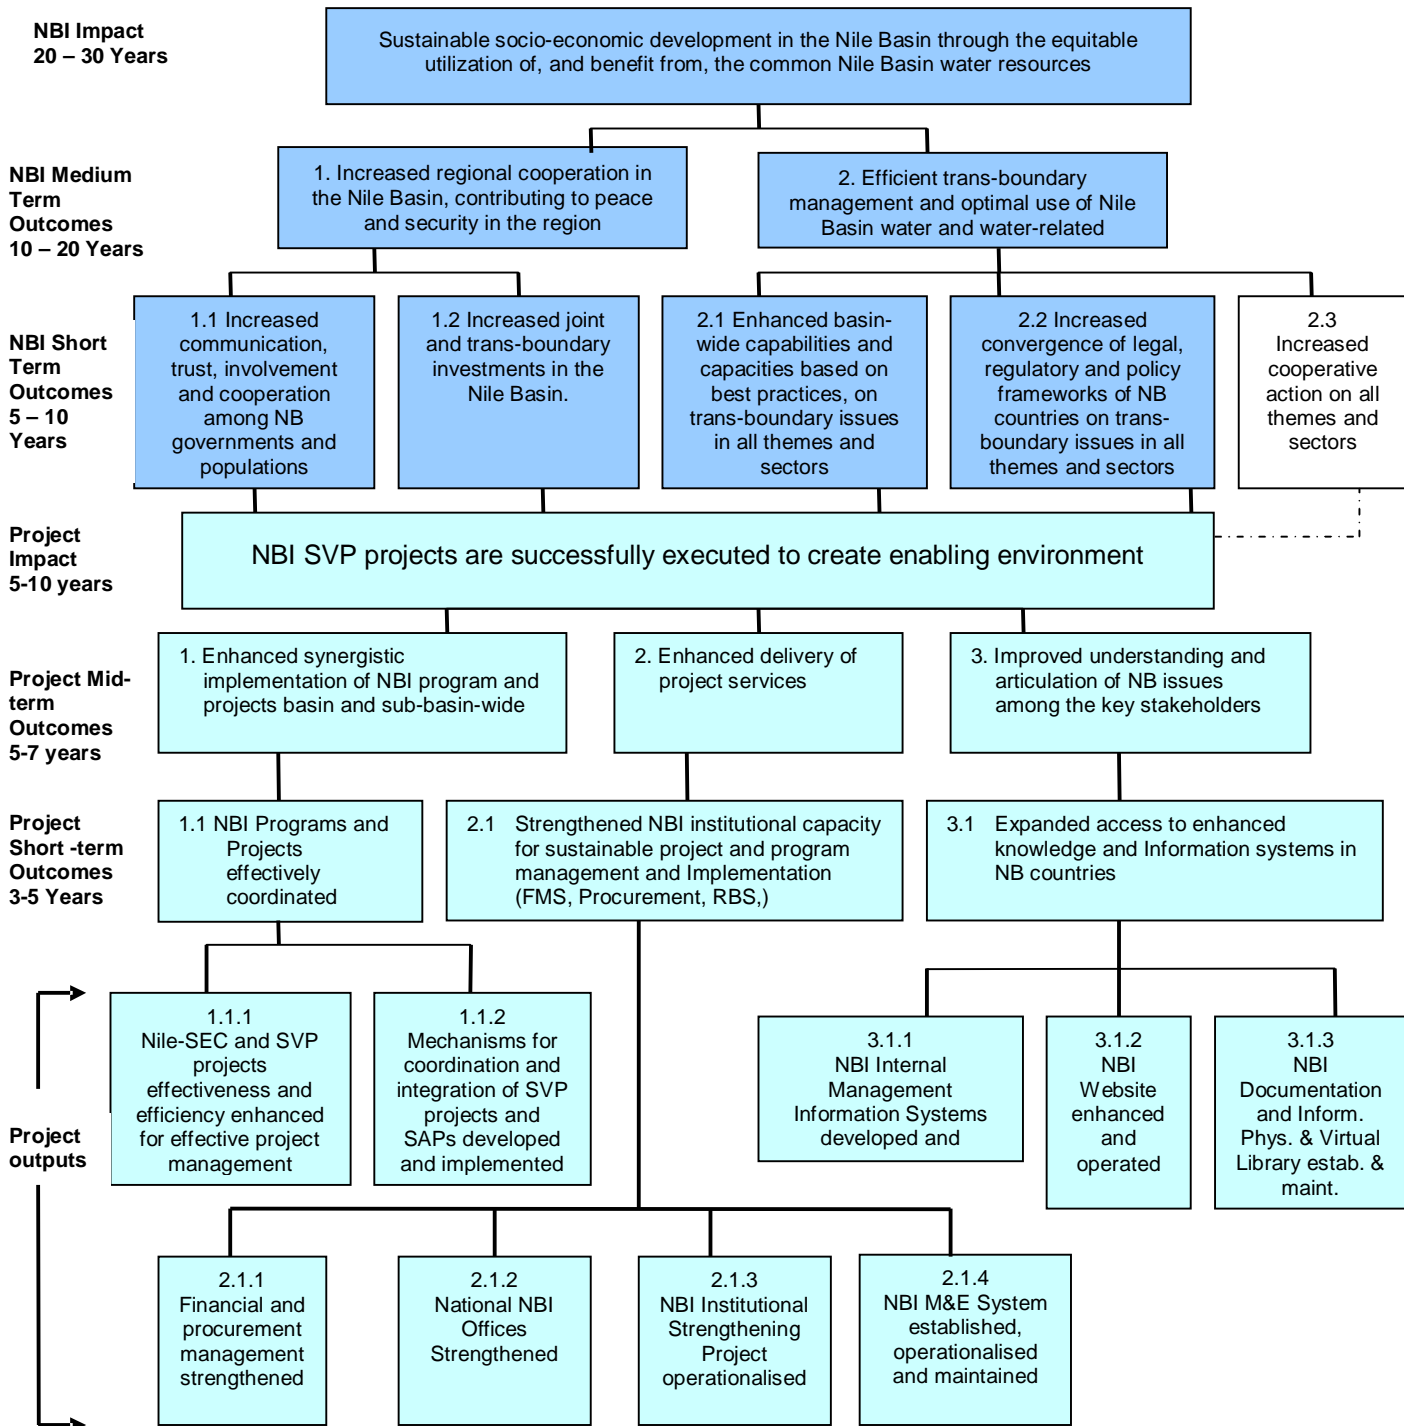 NBI Impact
20 – 30 Years
Sustainable socio-economic development in the Nile Basin through the equitable
utilization of, and benefit from, the common Nile Basin water resources
NBI Medium
Term
Outcomes
10 – 20 Years
1. Increased regional cooperation in
the Nile Basin, contributing to peace
and security in the region
2. Efficient trans-boundary
management and optimal use of Nile
Basin water and water-related
NBI Short
Term
Outcomes
5 – 10
Years
1.1 Increased
communication,
trust, involvement
and cooperation
among NB
governments and
populations
1.2 Increased joint
and trans-boundary
investments in the
Nile Basin.
2.1 Enhanced basin-
wide capabilities and
capacities based on
best practices, on
trans-boundary issues
in all themes and
sectors
2.2 Increased
convergence of legal,
regulatory and policy
frameworks of NB
countries on trans-
boundary issues in all
themes and sectors
2.3
Increased
cooperative
action on all
themes and
sectors
Project
Impact
5-10 years
NBI SVP projects are successfully executed to create enabling environment
Project Mid-
term
Outcomes
5-7 years
1. Enhanced synergistic
implementation of NBI program and
projects basin and sub-basin-wide
2. Enhanced delivery of
project services
3. Improved understanding and
articulation of NB issues
among the key stakeholders
Project
Short -term
Outcomes
3-5 Years
1.1 NBI Programs and
Projects
effectively
coordinated
2.1 Strengthened NBI institutional capacity
for sustainable project and program
management and Implementation
(FMS, Procurement, RBS,)
3.1 Expanded access to enhanced
knowledge and Information systems in
NB countries
Project
outputs
1.1.1
Nile-SEC and SVP
projects
effectiveness and
efficiency enhanced
for effective project
management
1.1.2
Mechanisms for
coordination and
integration of SVP
projects and
SAPs developed
and implemented
3.1.1
NBI Internal
Management
Information Systems
developed and
3.1.2
NBI
Website
enhanced
and
operated
3.1.3
NBI
Documentation
and Inform.
Phys. & Virtual
Library estab. &
maint.
2.1.1
Financial and
procurement
management
strengthened
2.1.2
National NBI
Offices
Strengthened
2.1.3
NBI Institutional
Strengthening
Project
operationalised
2.1.4
NBI M&E System
established,
operationalised
and maintained